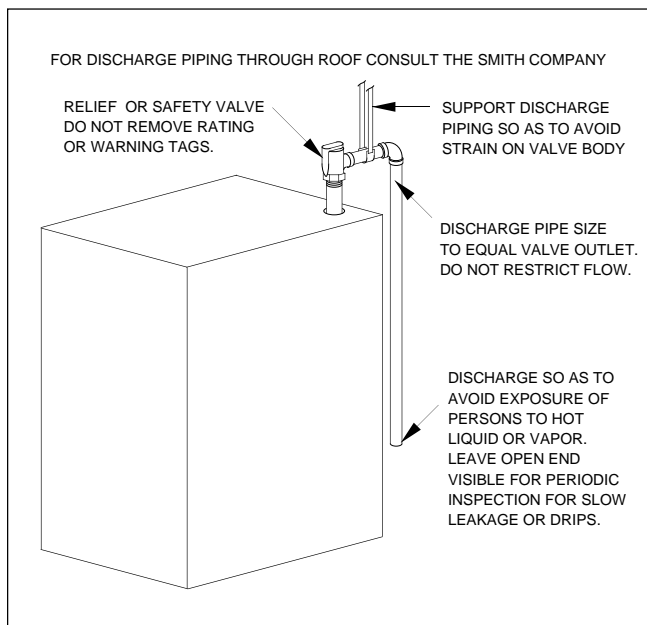 FOR DISCHARGE PIPING THROUGH ROOF CONSULT THE SMITH COMPANY
RELIEF OR SAFETY VALVE
DO NOT REMOVE RATING
OR WARNING TAGS.
SUPPORT DISCHARGE
PIPING SO AS TO AVOID
STRAIN ON VALVE BODY
DISCHARGE PIPE SIZE
TO EQUAL VALVE OUTLET.
DO NOT RESTRICT FLOW.
DISCHARGE SO AS TO
AVOID EXPOSURE OF
PERSONS TO HOT
LIQUID OR VAPOR.
LEAVE OPEN END
VISIBLE FOR PERIODIC
INSPECTION FOR SLOW
LEAKAGE OR DRIPS.